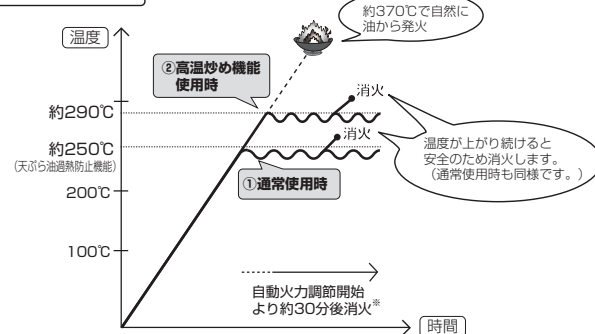 約370℃で自然に
油から発火
温度
②高温炒め機能
使用時
消火
約290℃
消火
約250℃
(天ぷら油過熱防止機能)
温度が上がり続けると
安全のため消火します。
(通常使用時も同様です。)
①通常使用時
200℃
100℃
自動火力調節開始
より約30分後消火※
時間